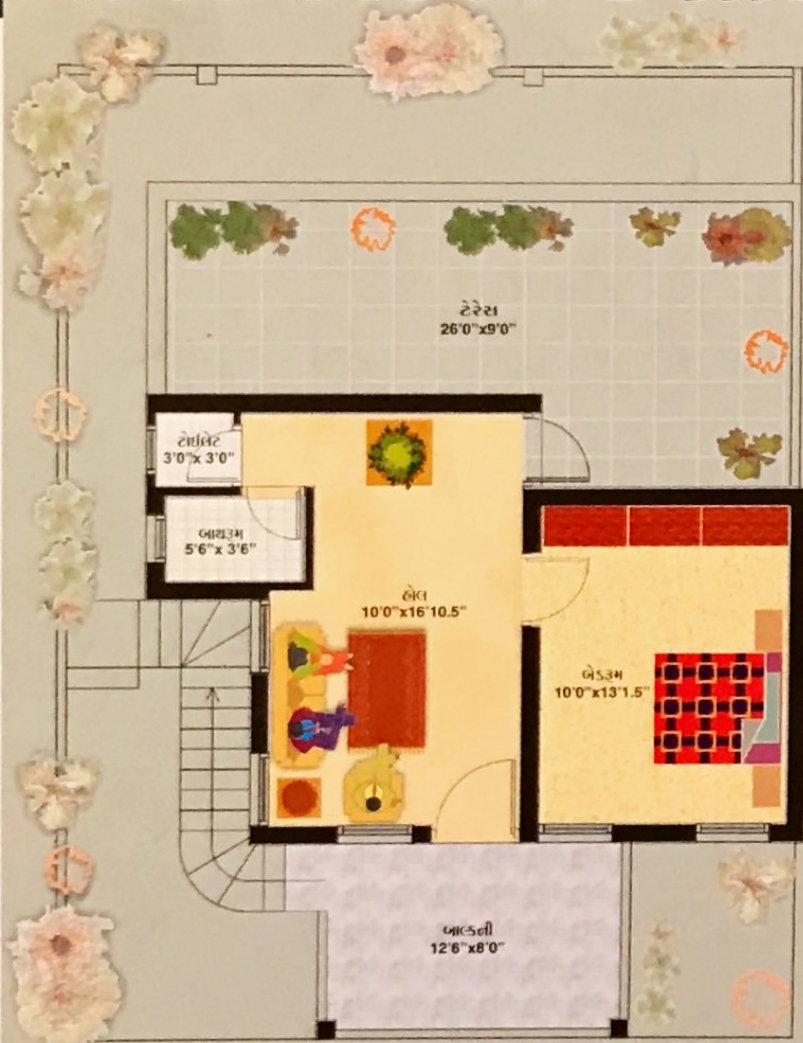 ટેરેસ
26'0"x9'0"
ટોઈલેટ
3'0"x 3'0"
બાથરૂમ
5'6"x 3'6"
હોલ
10'0"x16'10.5"
બેડરૂમ
10'0"x13'1.5"
બાલ્કની
12'6"x8'0"